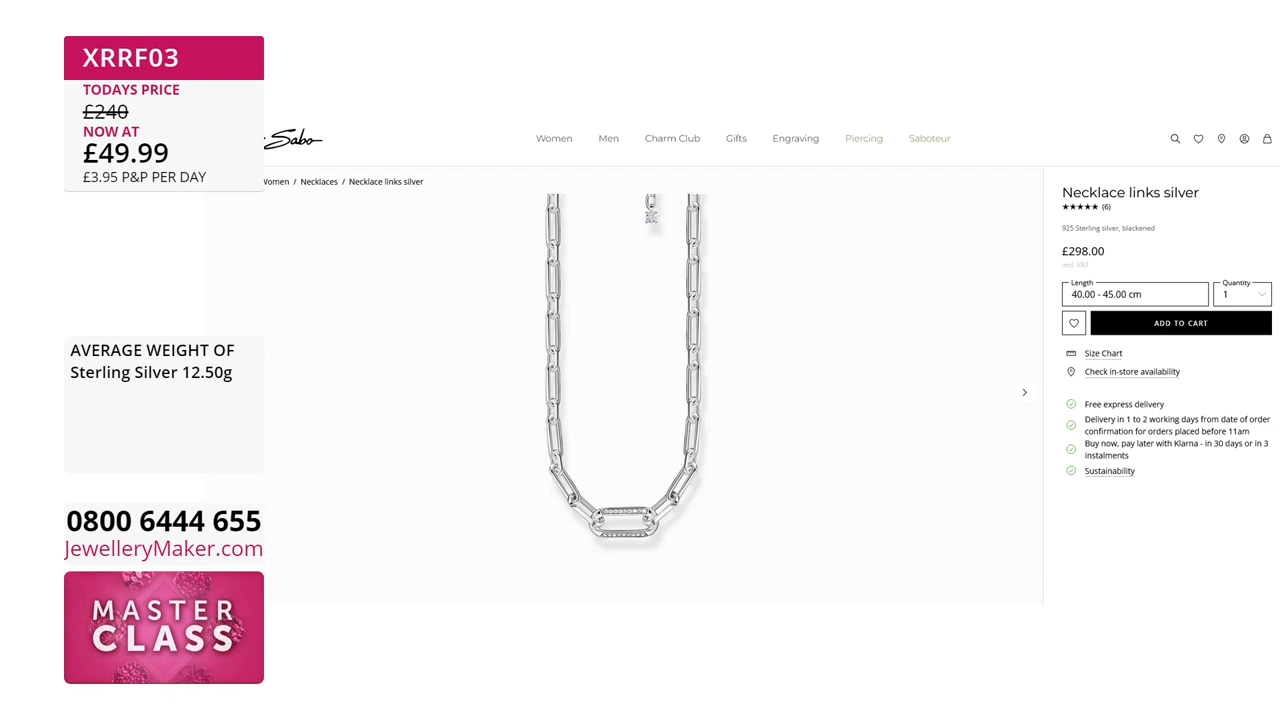 XRRF03
TODAYS PRICE
£240
NOW AT
£49.99
£3.95 P&P PER DAY
Sabo
Women Men Charm Club Gifts Engraving Piercing Saboteur
Women / Necklaces / Necklace links silver
Necklace links silver
★★★★★ (6)
925 Sterling silver, blackened
£298.00
incl. VAT
Length
40.00 - 45.00 cm
Quantity
1
ADD TO CART
Size Chart
Check in-store availability
Free express delivery
Delivery in 1 to 2 working days from date of order
confirmation for orders placed before 11am
Buy now, pay later with Klarna - in 30 days or in 3
instalments
Sustainability
AVERAGE WEIGHT OF
Sterling Silver 12.50g
0800 6444 655
JewelleryMaker.com
MASTER
CLASS